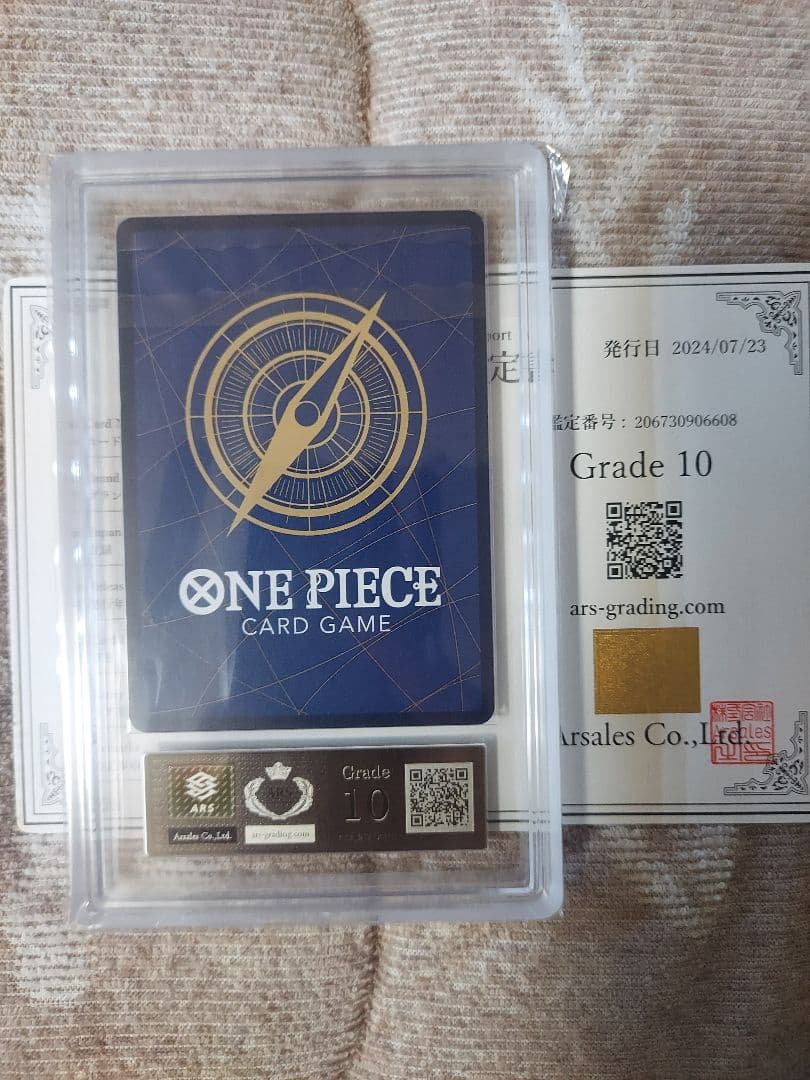 ONE PIECE
CARD GAME
ARS
Arsales Co.,Ltd.
ARS
ars-grading.com
Grade
10
発行日 2024/07/23
鑑定番号: 206730906608
Grade 10
ars-grading.com
Arsales Co.,Ltd.